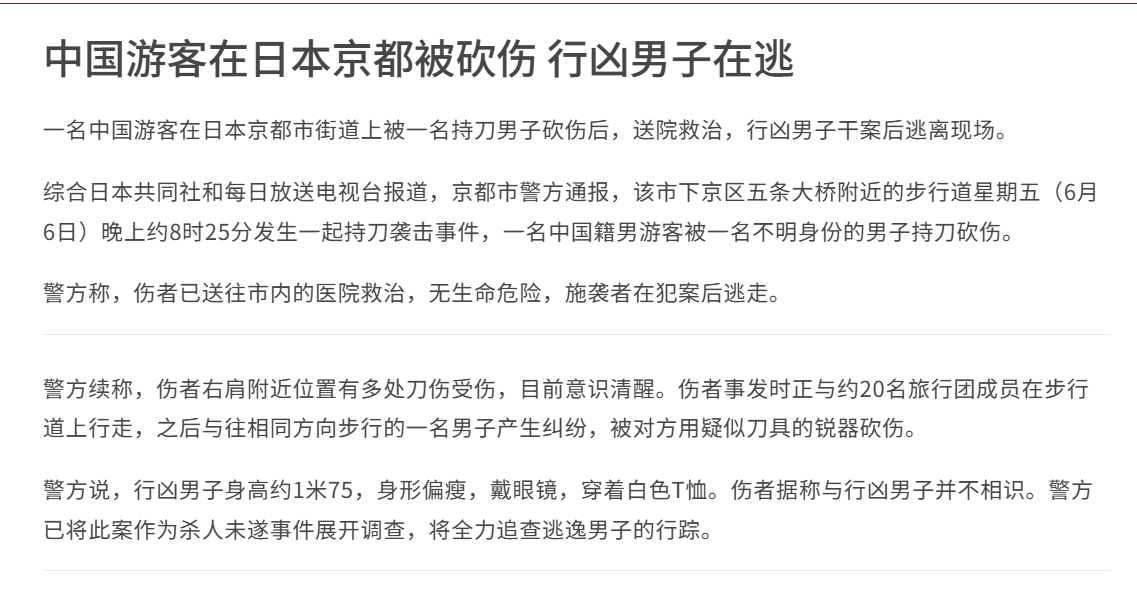 中国游客在日本京都被砍伤 行凶男子在逃
一名中国游客在日本京都市街道上被一名持刀男子砍伤后，送院救治，行凶男子干案后逃离现场。
综合日本共同社和每日放送电视台报道，京都市警方通报，该市下京区五条大桥附近的步行道星期五（6月
6日）晚上约8时25分发生一起持刀袭击事件，一名中国籍男游客被一名不明身份的男子持刀砍伤。
警方称，伤者已送往市内的医院救治，无生命危险，施袭者在犯案后逃走。
警方续称，伤者右肩附近位置有多处刀伤受伤，目前意识清醒。伤者事发时正与约20名旅行团成员在步行
道上行走，之后与往相同方向步行的一名男子产生纠纷，被对方用疑似刀具的锐器砍伤。
警方说，行凶男子身高约1米75，身形偏瘦，戴眼镜，穿着白色T恤。伤者据称与行凶男子并不相识。警方
已将此案作为杀人未遂事件展开调查，将全力追查逃逸男子的行踪。